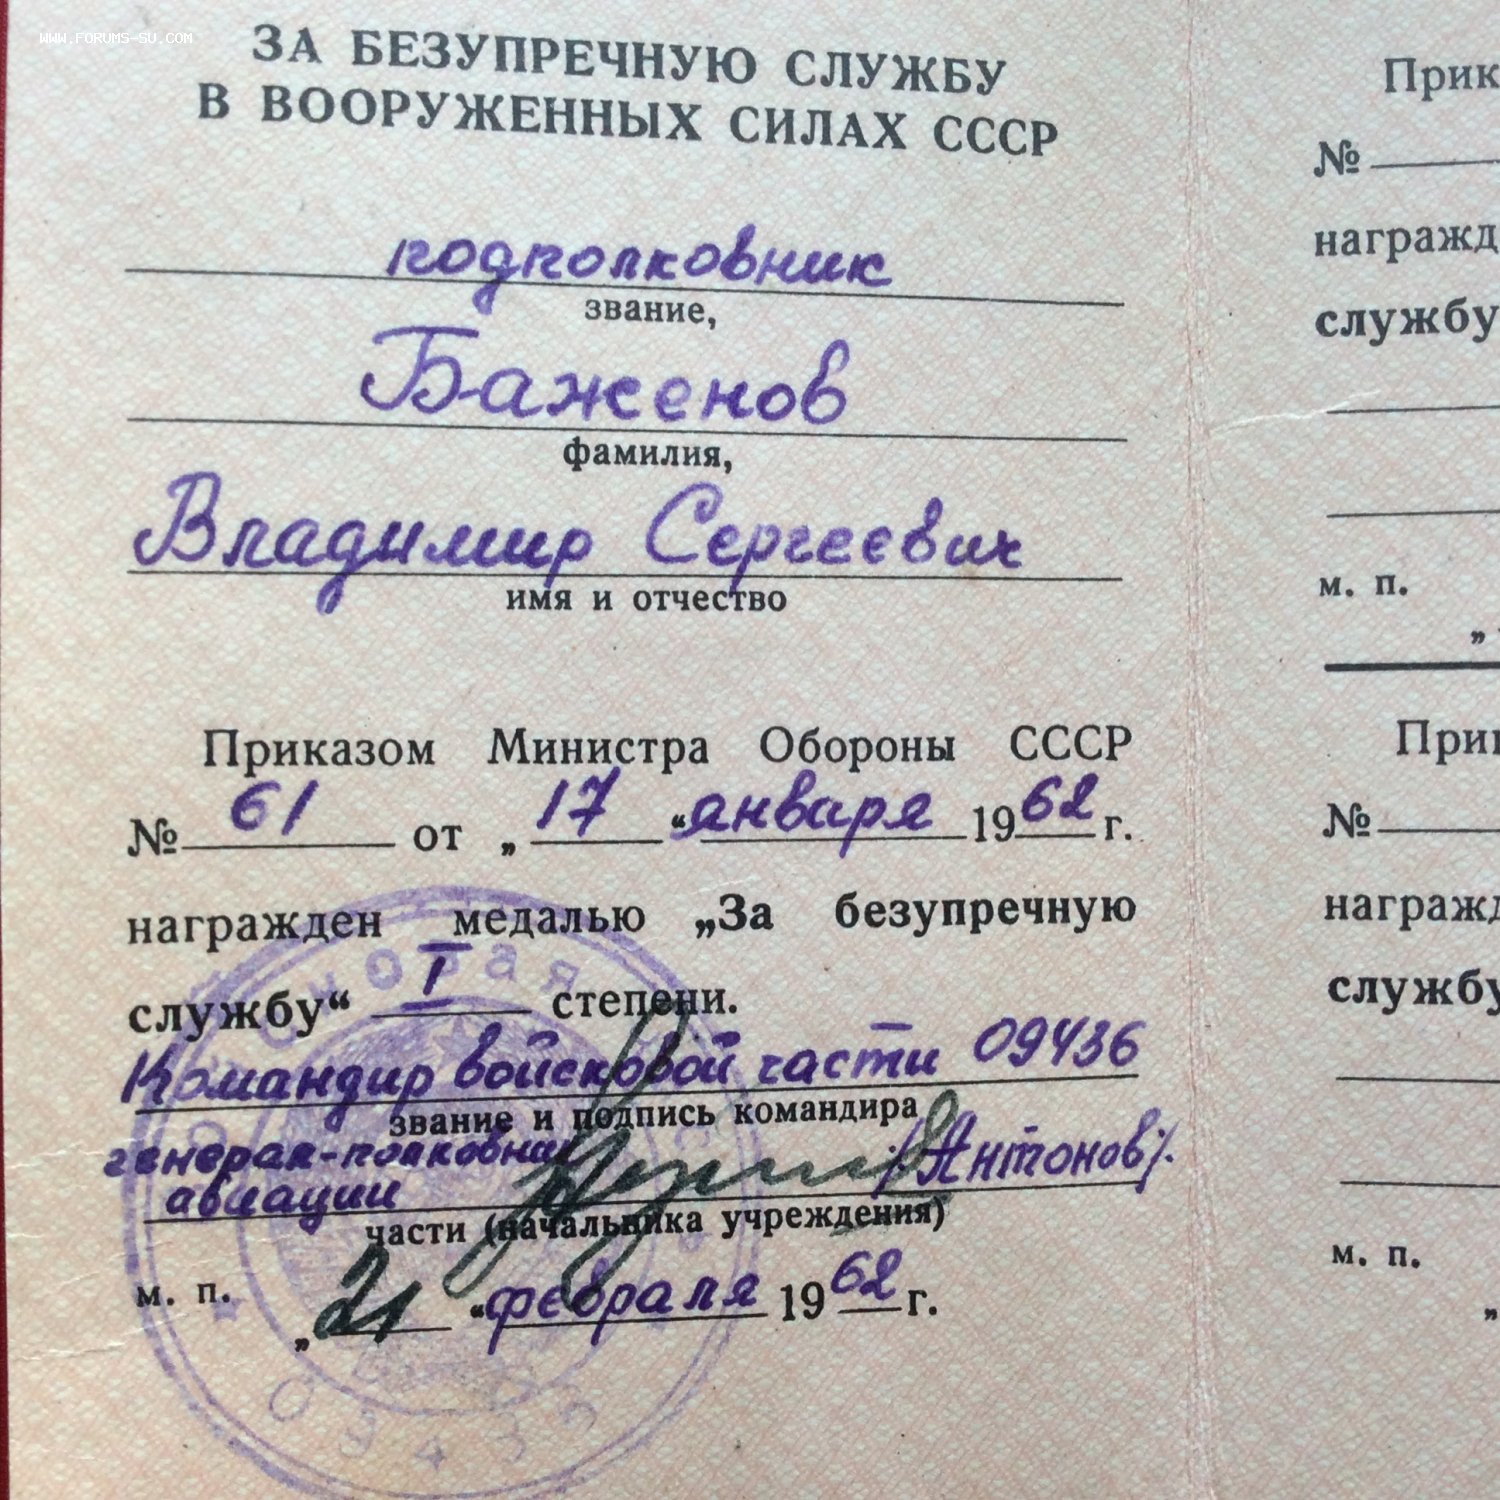 WWW.FORUMS-SU.COM
ЗА БЕЗУПРЕЧНУЮ СЛУЖБУ
В ВООРУЖЕННЫХ СИЛАХ СССР
подполковник
звание,
Баженов
фамилия,
Владимир Сергеевич
имя и отчество
Приказом Министра Обороны СССР
№ 61 от „17“ января 1962 г.
награжден медалью „За безупречную
службу“ I степени.
Командир войсковой части 09436
звание и подпись командира
генерал-полковник /Антонов/.
авиации
части (начальника учреждения)
м. п.
„21“ февраля 1962 г.
09436
Прик
№
награжд
службу
м. п.
„
При
№
награжд
службу
м. п.
„